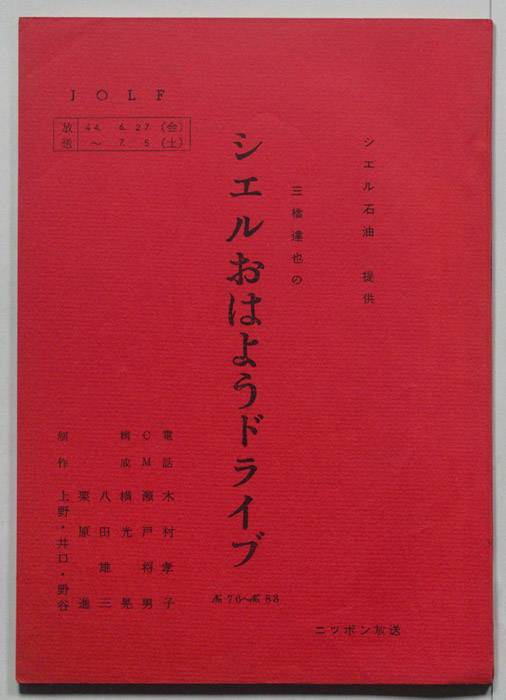 JOLF
放送 44. 6. 27 (金)
～ 7. 5 (土)
シエル石油 提供
三橋達也の
シエルおはようドライブ
№76～№88
電話 木村孝子
CM 瀬戸将男
構成 横光晃
八田雄三
栗原進
制作 上野・井口・野谷
ニッポン放送